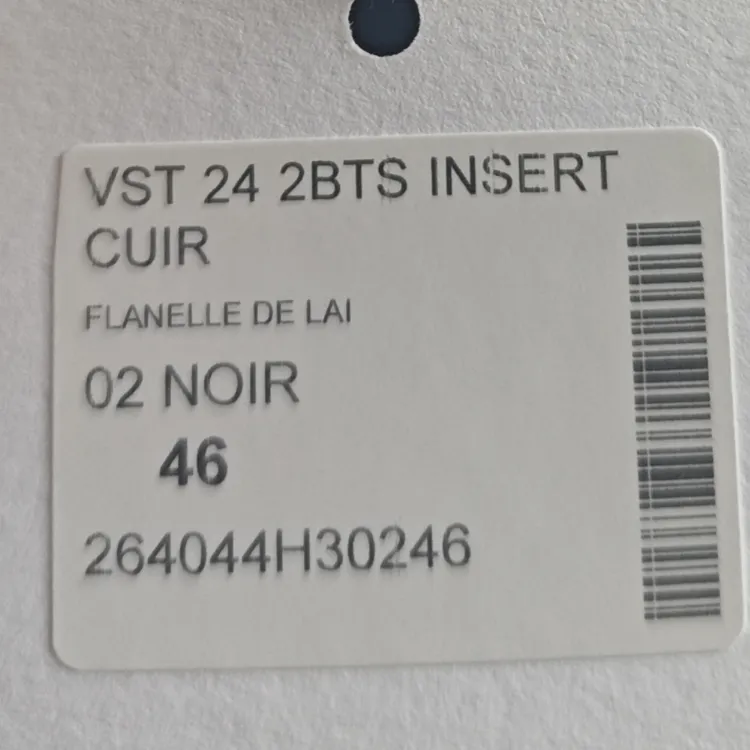 VST 24 2BTS INSERT
CUIR
FLANELLE DE LAI
02 NOIR
46
264044H30246